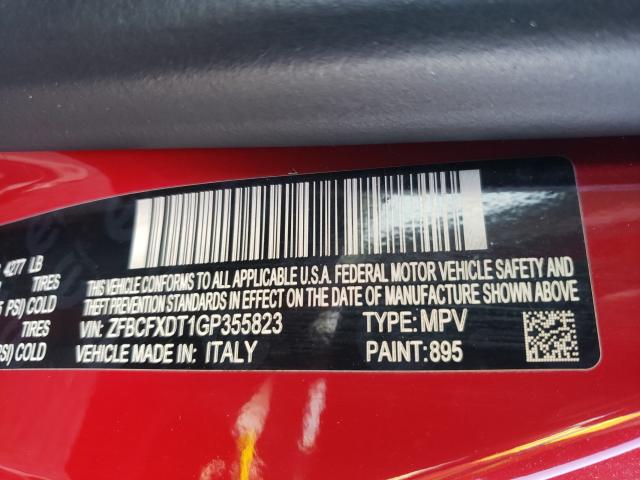 4277 LB
TIRES
PSI) COLD
TIRES
PSI) COLD
THIS VEHICLE CONFORMS TO ALL APPLICABLE U.S.A. FEDERAL MOTOR VEHICLE SAFETY AND
THEFT PREVENTION STANDARDS IN EFFECT ON THE DATE OF MANUFACTURE SHOWN ABOVE.
VIN: ZFBCFXDT1GP355823 TYPE: MPV
VEHICLE MADE IN: ITALY PAINT: 895